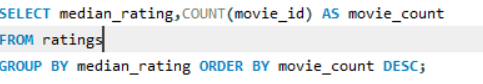 SELECT median_rating,COUNT(movie_id) AS movie_count
FROM ratings
GROUP BY median_rating ORDER BY movie_count DESC;